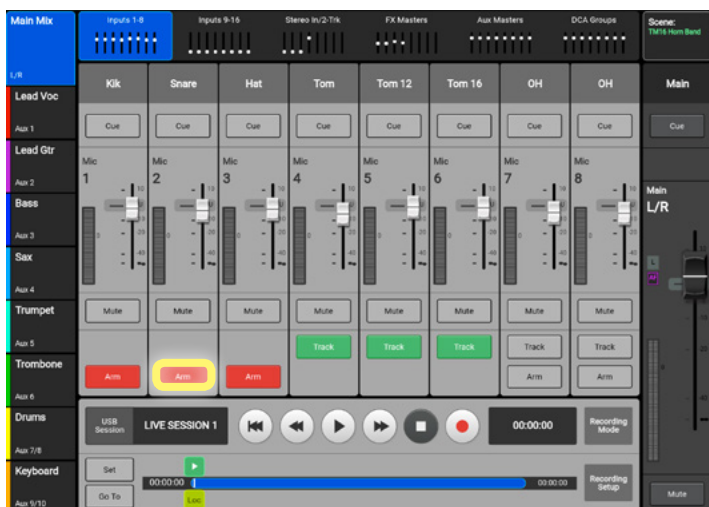 Main Mix
L/R
Inputs 1-8
Inputs 9-16
Stereo In/2-Trk
FX Masters
Aux Masters
DCA Groups
Scene:
TM16 Horn Band
Lead Voc
Aux 1
Lead Gtr
Aux 2
Bass
Aux 3
Sax
Aux 4
Trumpet
Aux 5
Trombone
Aux 6
Drums
Aux 7/8
Keyboard
Aux 9/10
Kik
Snare
Hat
Tom
Tom 12
Tom 16
OH
OH
Main
Cue
Cue
Cue
Cue
Cue
Cue
Cue
Cue
Cue
Mic
Mic
Mic
Mic
Mic
Mic
Mic
Mic
1
2
3
4
5
6
7
8
Main
L/R
L
Mute
Mute
Mute
Mute
Mute
Mute
Mute
Mute
Track
Track
Track
Track
Track
Arm
Arm
Arm
Arm
Arm
USB
Session
LIVE SESSION 1
00:00:00
Recording
Mode
Set
Go To
00:00:00
Loc
00:00:00
Recording
Setup
Mute